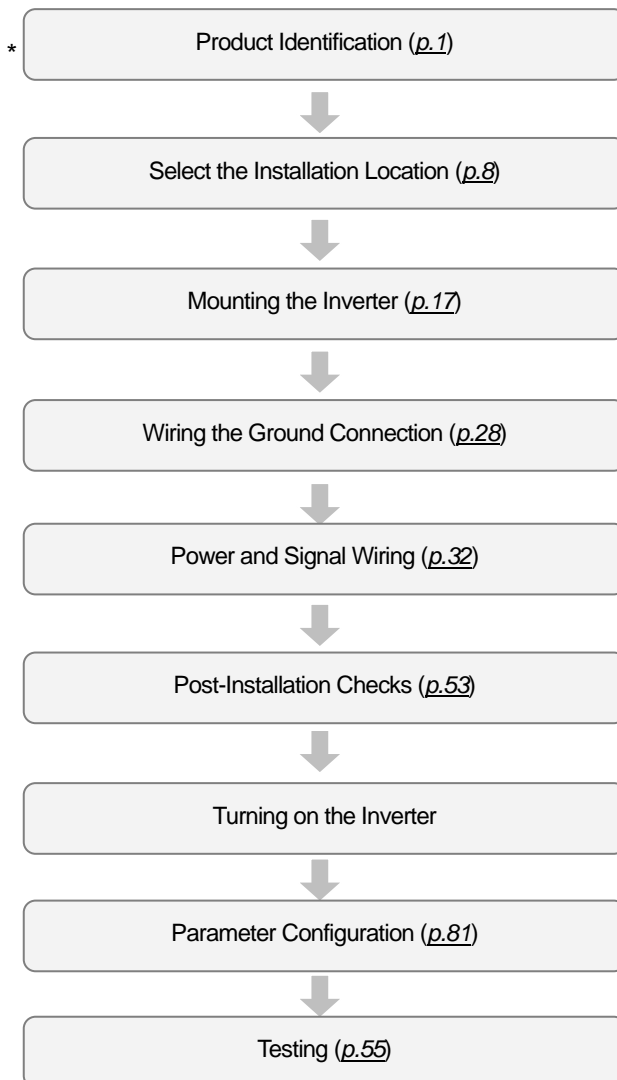 * Product Identification (p.1)
Select the Installation Location (p.8)
Mounting the Inverter (p.17)
Wiring the Ground Connection (p.28)
Power and Signal Wiring (p.32)
Post-Installation Checks (p.53)
Turning on the Inverter
Parameter Configuration (p.81)
Testing (p.55)